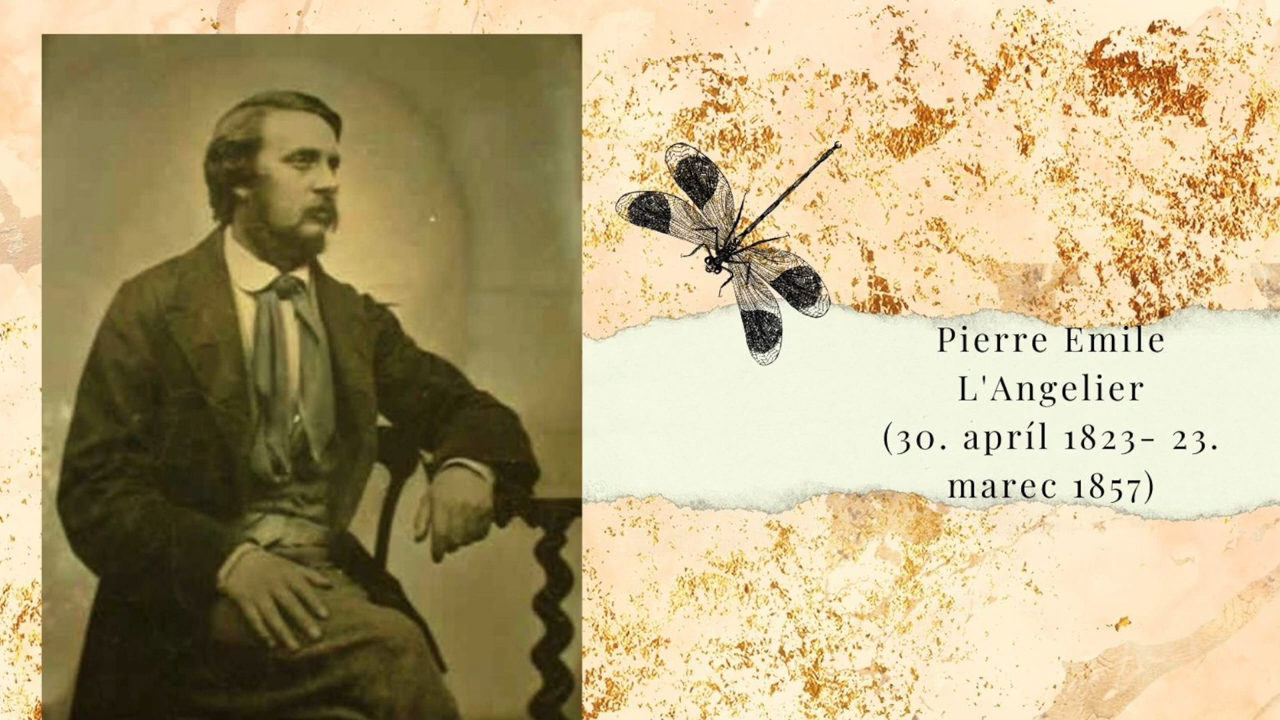 Pierre Emile
L'Angelier
(30. apríl 1823- 23.
marec 1857)